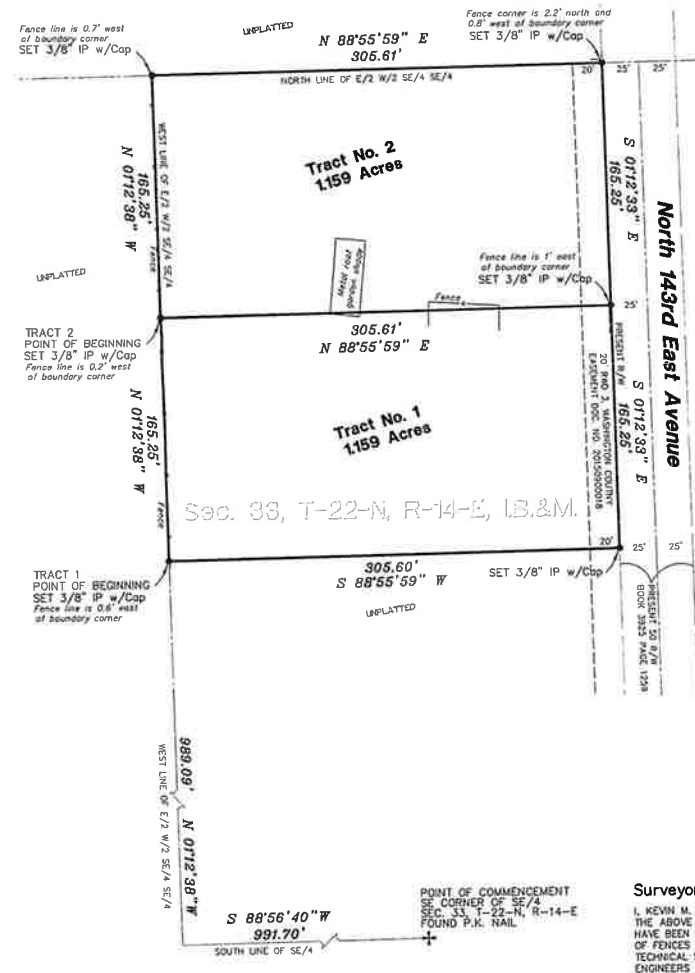 Fence line is 0.7' west
of boundary corner
SET 3/8" IP w/Cap
UNPLATTED
N 88°55'59" E
305.61'
NORTH LINE OF E/2 W/2 SE/4 SE/4
Fence corner is 2.2' north and
0.8' west of boundary corner
SET 3/8" IP w/Cap
20'
25'
25'
WEST LINE OF E/2 W/2 SE/4 SE/4
165.25'
N 01°12'38" W
Fence
Tract No. 2
1.159 Acres
S 01°12'33" E
165.25'
North 143rd East Avenue
UNPLATTED
Metal roof
garden shade
Fence line is 1' east
of boundary corner
SET 3/8" IP w/Cap
Fence
25'
TRACT 2
POINT OF BEGINNING
SET 3/8" IP w/Cap
Fence line is 0.2' west
of boundary corner
305.61'
N 88°55'59" E
PRESENT R/W
20' RWD 3, WASHINGTON COUTNY
EASEMENT DOC. NO. 20150900018
S 01°12'33" E
165.25'
165.25'
N 01°12'38" W
Fence
Tract No. 1
1.159 Acres
Sec. 33, T-22-N, R-14-E, I.B.&M.
20'
25'
25'
TRACT 1
POINT OF BEGINNING
SET 3/8" IP w/Cap
Fence line is 0.6' east
of boundary corner
305.60'
S 88°55'59" W
SET 3/8" IP w/Cap
UNPLATTED
PRESENT 50 R/W
BOOK 3925 PAGE 1259
989.09'
N 01°12'38"W
WEST LINE OF E/2 W/2 SE/4 SE/4
S 88°56'40"W
991.70'
SOUTH LINE OF SE/4
POINT OF COMMENCEMENT
SE CORNER OF SE/4
SEC. 33, T-22-N, R-14-E
FOUND P.K. NAIL
Surveyor
I, KEVIN M.
THE ABOVE
HAVE BEEN
OF FENCES
TECHNICAL
ENGINEERS